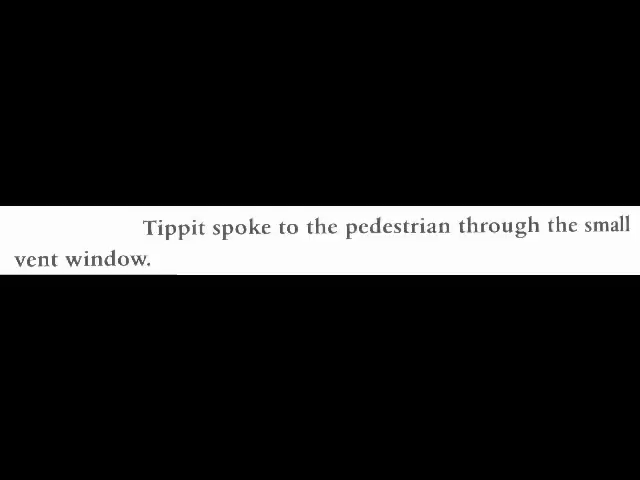 Tippit spoke to the pedestrian through the small
vent window.